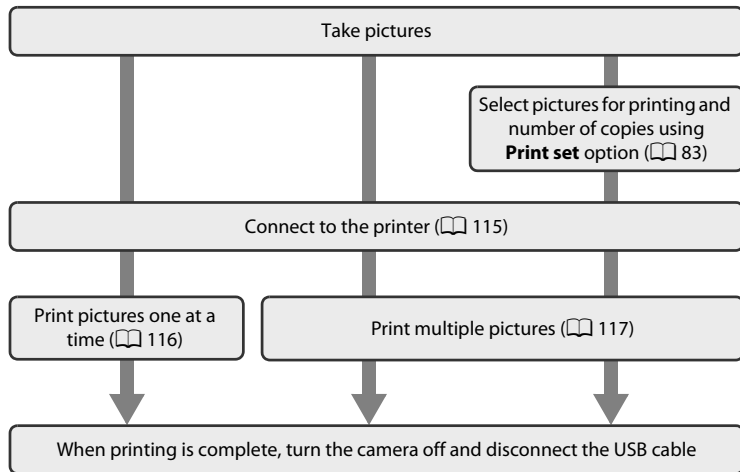 Take pictures
Select pictures for printing and
number of copies using
Print set option (📖 83)
Connect to the printer (📖 115)
Print pictures one at a
time (📖 116)
Print multiple pictures (📖 117)
When printing is complete, turn the camera off and disconnect the USB cable